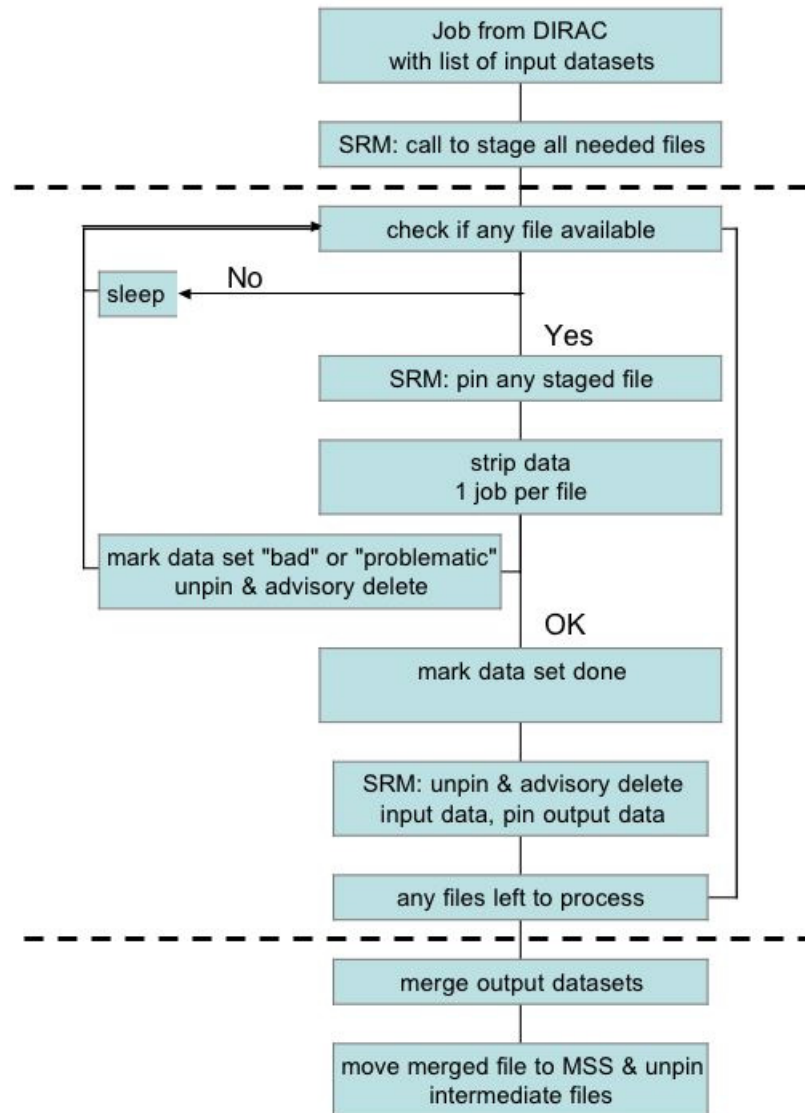 Job from DIRAC
with list of input datasets
SRM: call to stage all needed files
check if any file available
sleep
No
Yes
SRM: pin any staged file
strip data
1 job per file
mark data set "bad" or "problematic"
unpin & advisory delete
OK
mark data set done
SRM: unpin & advisory delete
input data, pin output data
any files left to process
merge output datasets
move merged file to MSS & unpin
intermediate files